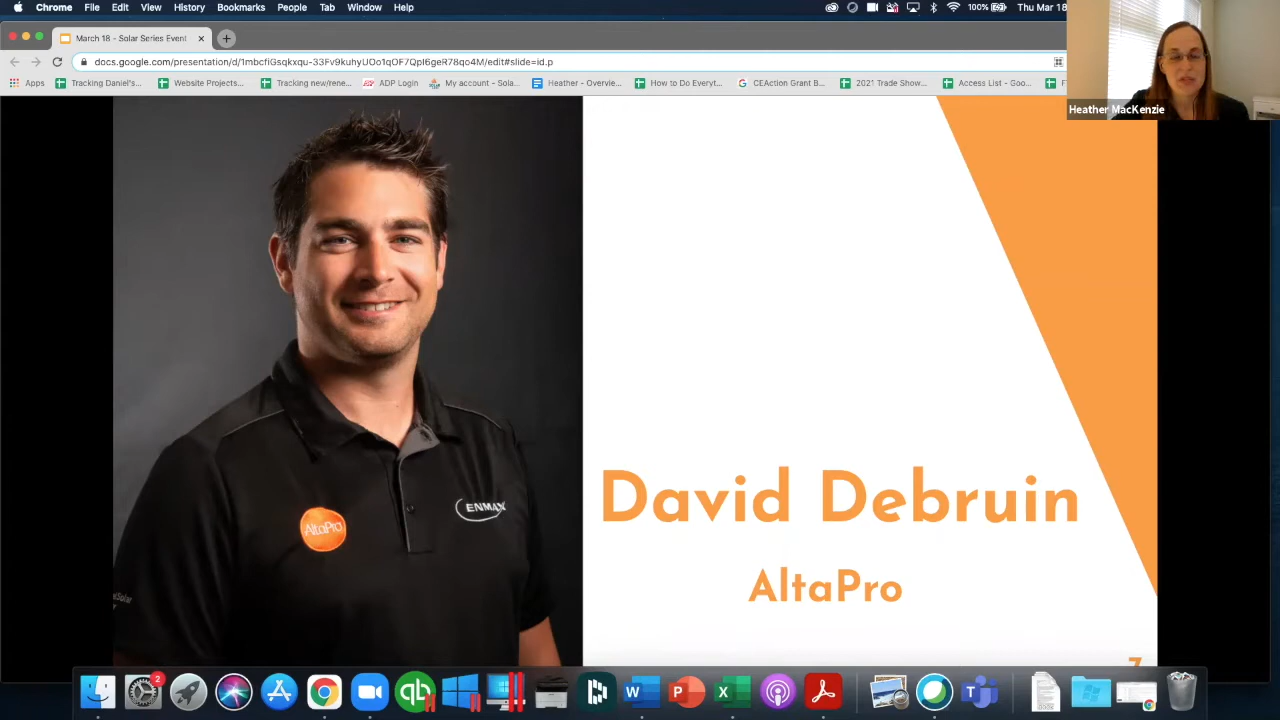 Chrome File Edit View History Bookmarks People Tab Window Help
100% Thu Mar 18
March 18 - Solar Series Event
docs.google.com/presentation/d/1mbcfiGsqkxqu-33Fv9kuhyUOo1qOF7QpI6geR78qo4M/edit#slide=id.p
Apps Tracking Daniel's... Website Projects... Tracking new/rene... ADP Login My account - Sola... Heather - Overvie... How to Do Everyt... CEAction Grant B... 2021 Trade Show... Access List - Goo...
Heather MacKenzie
AltaPro
ENMAX
David Debruin
AltaPro
7
2